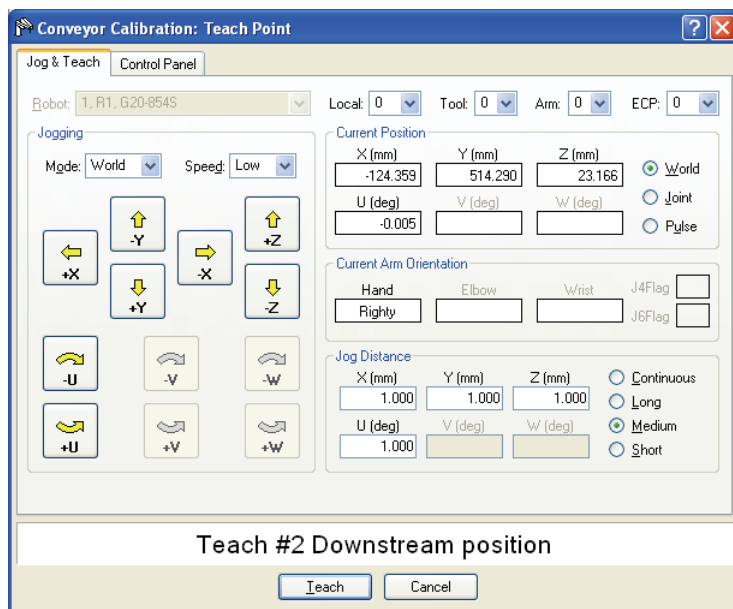 Conveyor Calibration: Teach Point
Jog & Teach Control Panel
Robot: 1, R1, G20-854S Local: 0 Tool: 0 Arm: 0 ECP: 0
Jogging
Mode: World Speed: Low
-Y +Z
+X -X
+Y -Z
-U -V -W
+U +V +W
Current Position
X (mm) Y (mm) Z (mm)
-124.359 514.290 23.166
U (deg) V (deg) W (deg)
-0.005
World
Joint
Pulse
Current Arm Orientation
Hand Elbow Wrist J4Flag
Righty J6Flag
Jog Distance
X (mm) Y (mm) Z (mm)
1.000 1.000 1.000
U (deg) V (deg) W (deg)
1.000
Continuous
Long
Medium
Short
Teach #2 Downstream position
Teach Cancel